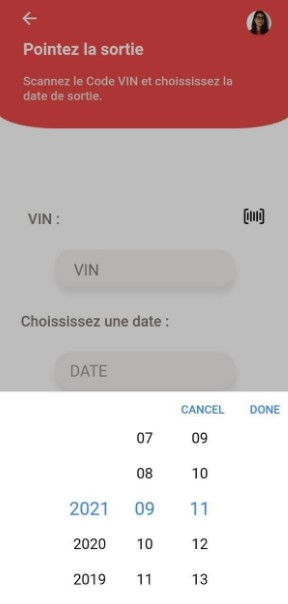 Pointez la sortie
Scannez le Code VIN et choississez la
date de sortie.
VIN :
VIN
Choississez une date :
DATE
CANCEL DONE
07 09
08 10
2021 09 11
2020 10 12
2019 11 13